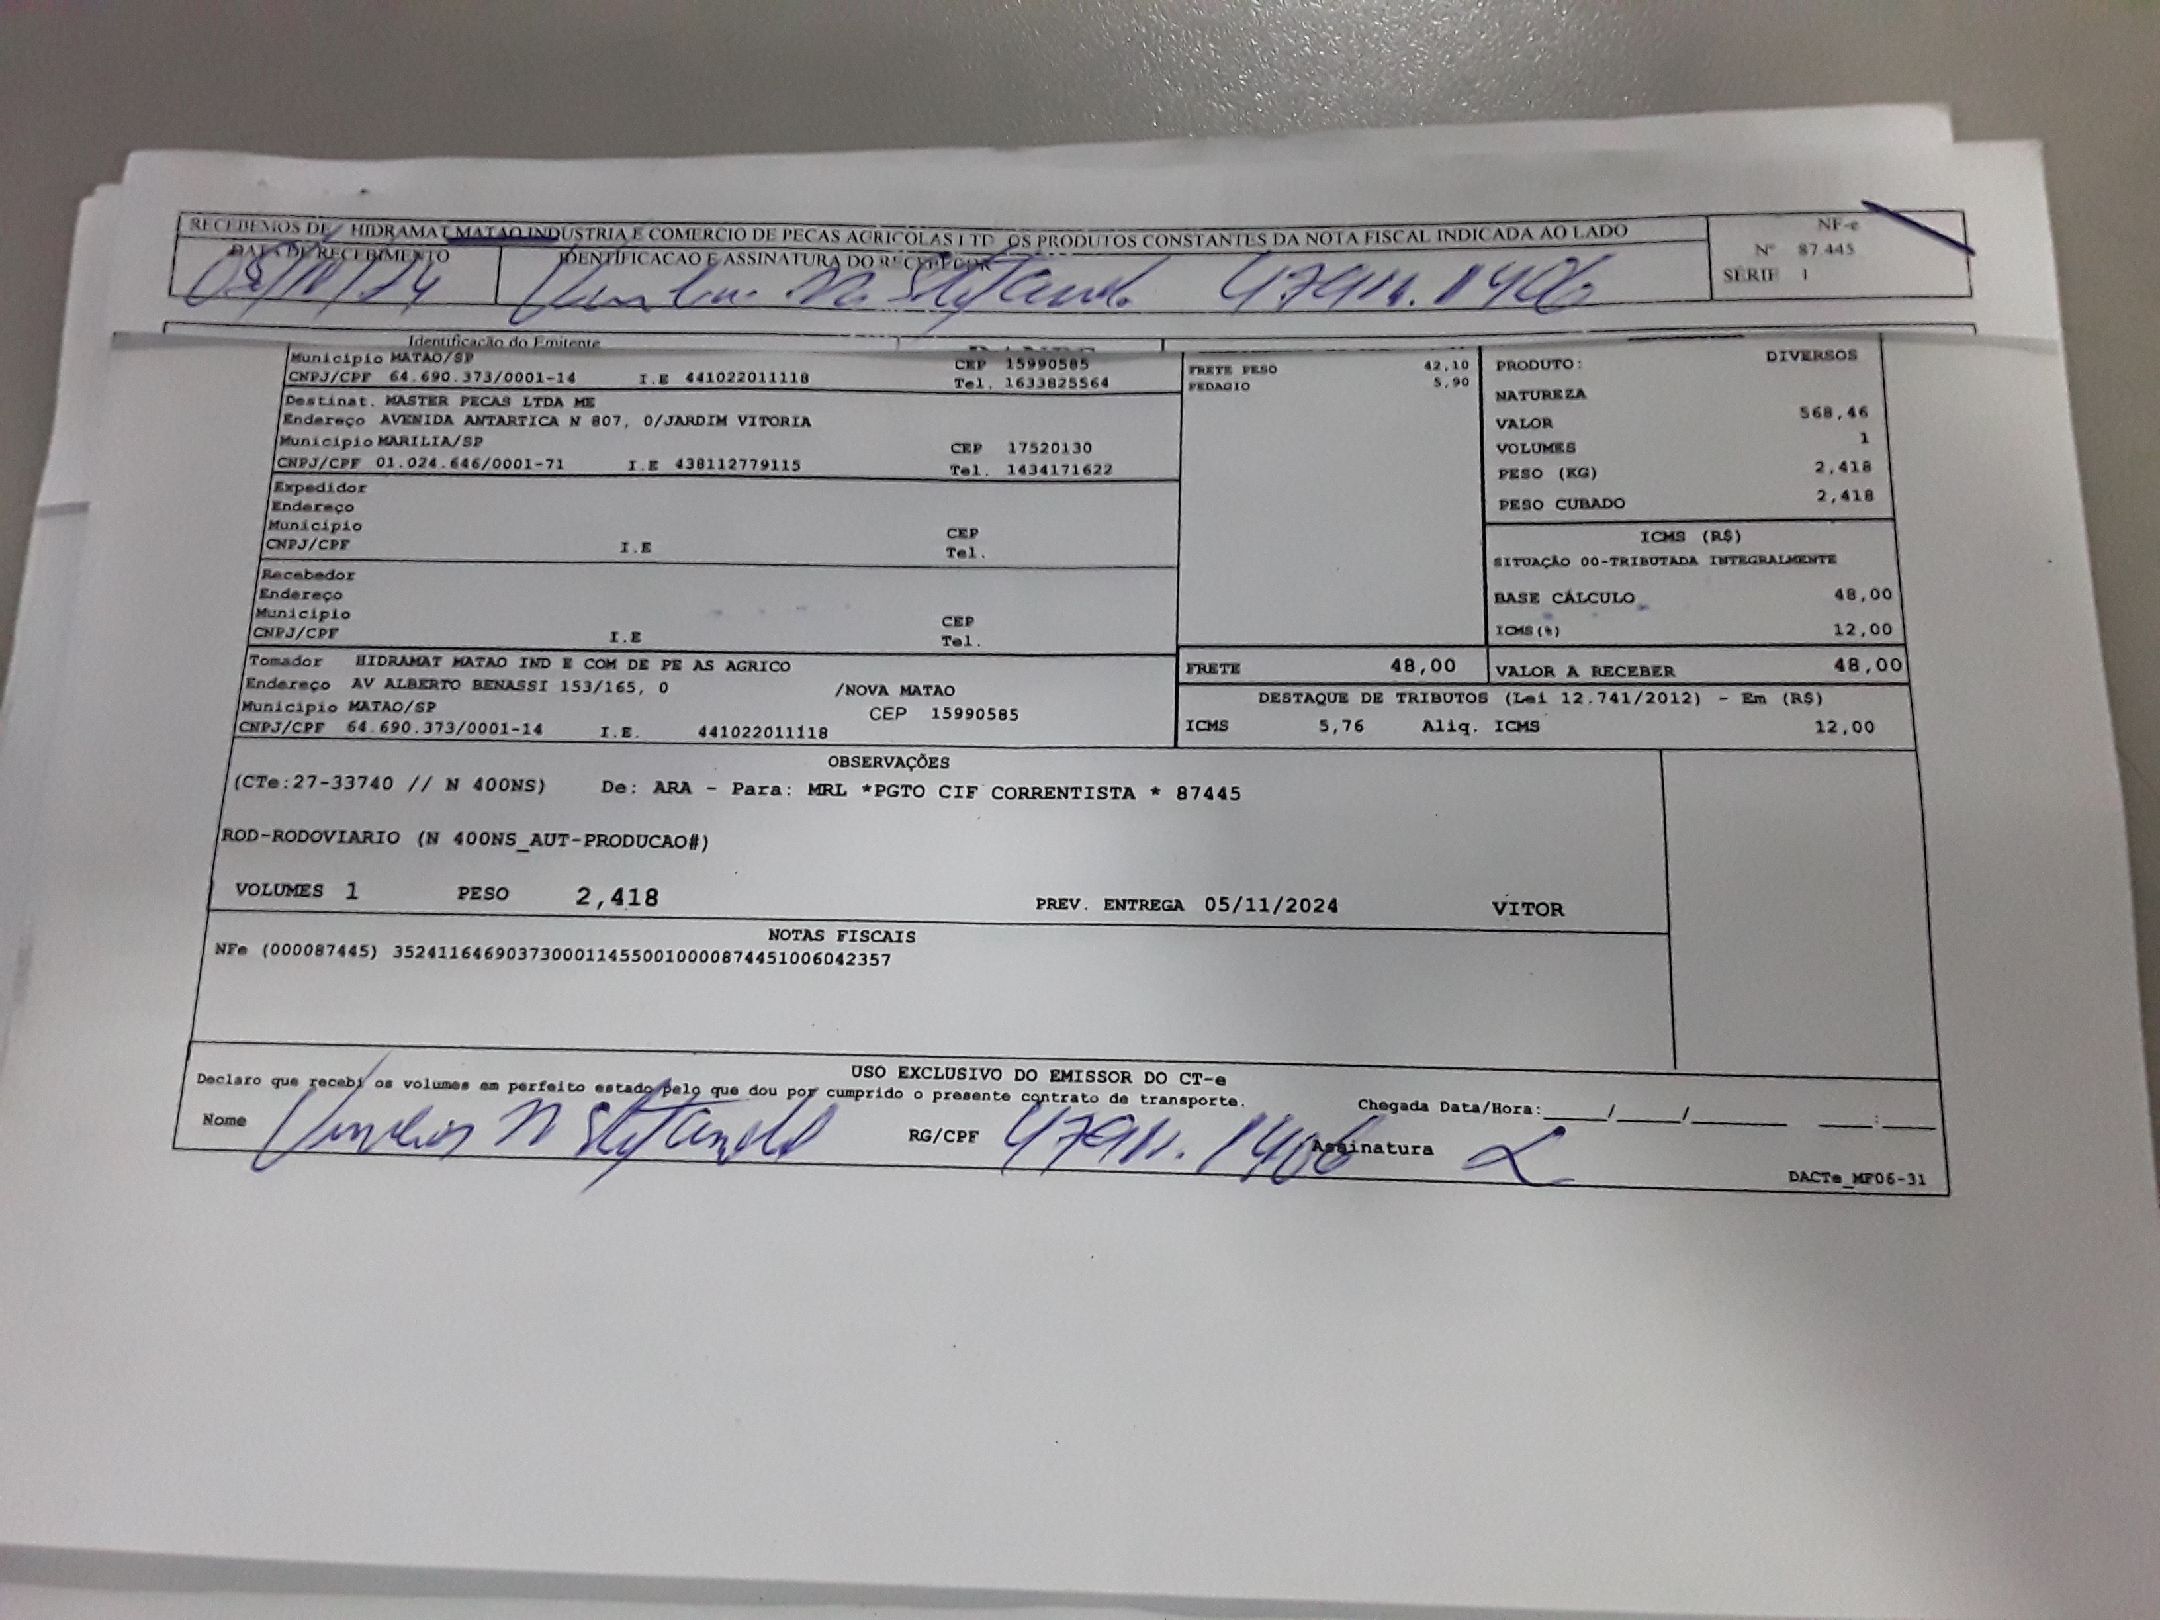 RECEBEMOS DE HIDRAMAT MATAO INDUSTRIA E COMERCIO DE PECAS AGRICOLAS LTD OS PRODUTOS CONSTANTES DA NOTA FISCAL INDICADA AO LADO
NF-e
Nº 87.445
SÉRIE 1
DATA DE RECEBIMENTO IDENTIFICACAO E ASSINATURA DO RECEBEDOR
Identificação do Emitente
Municipio MATAO/SP CEP 15990585
CNPJ/CPF 64.690.373/0001-14 I.E 441022011118 Tel. 1633825564
Destinat. MASTER PECAS LTDA ME
Endereço AVENIDA ANTARTICA N 807, 0/JARDIM VITORIA
Municipio MARILIA/SP CEP 17520130
CNPJ/CPF 01.024.646/0001-71 I.E 438112779115 Tel. 1434171622
Expedidor
Endereço
Municipio CEP
CNPJ/CPF I.E Tel.
Recebedor
Endereço
Municipio CEP
CNPJ/CPF I.E Tel.
Tomador HIDRAMAT MATAO IND E COM DE PE AS AGRICO
Endereço AV ALBERTO BENASSI 153/165, 0 /NOVA MATAO
Municipio MATAO/SP CEP 15990585
CNPJ/CPF 64.690.373/0001-14 I.E. 441022011118
FRETE PESO 42,10
PEDAGIO 5,90
PRODUTO: DIVERSOS
NATUREZA
VALOR 568,46
VOLUMES 1
PESO (KG) 2,418
PESO CUBADO 2,418
ICMS (R$)
SITUAÇÃO 00-TRIBUTADA INTEGRALMENTE
BASE CÁLCULO 48,00
ICMS(%) 12,00
FRETE 48,00 VALOR A RECEBER 48,00
DESTAQUE DE TRIBUTOS (Lei 12.741/2012) - Em (R$)
ICMS 5,76 Aliq. ICMS 12,00
OBSERVAÇÕES
(CTe:27-33740 // N 400NS) De: ARA - Para: MRL *PGTO CIF CORRENTISTA * 87445
ROD-RODOVIARIO (N 400NS_AUT-PRODUCAO#)
VOLUMES 1 PESO 2,418 PREV. ENTREGA 05/11/2024 VITOR
NOTAS FISCAIS
NFe (000087445) 35241164690373000114550010000874451006042357
USO EXCLUSIVO DO EMISSOR DO CT-e
Declaro que recebi os volumes em perfeito estado pelo que dou por cumprido o presente contrato de transporte.
Chegada Data/Hora:____/____/______ ___:___
Nome RG/CPF Assinatura
DACTe_MF06-31